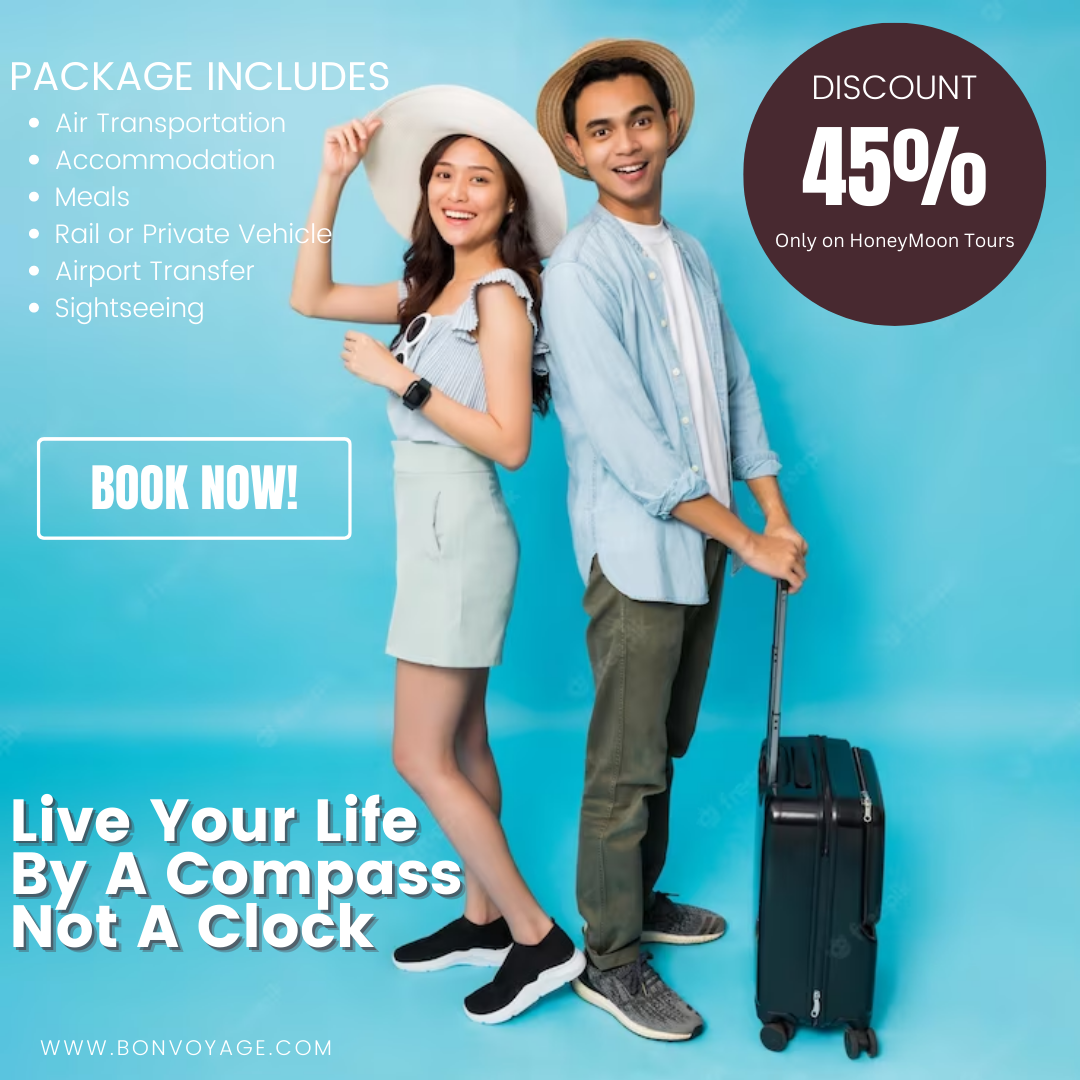 PACKAGE INCLUDES
• Air Transportation
• Accommodation
• Meals
• Rail or Private Vehicle
• Airport Transfer
• Sightseeing
DISCOUNT
45%
Only on HoneyMoon Tours
BOOK NOW!
Live Your Life
By A Compass
Not A Clock
WWW.BONVOYAGE.COM